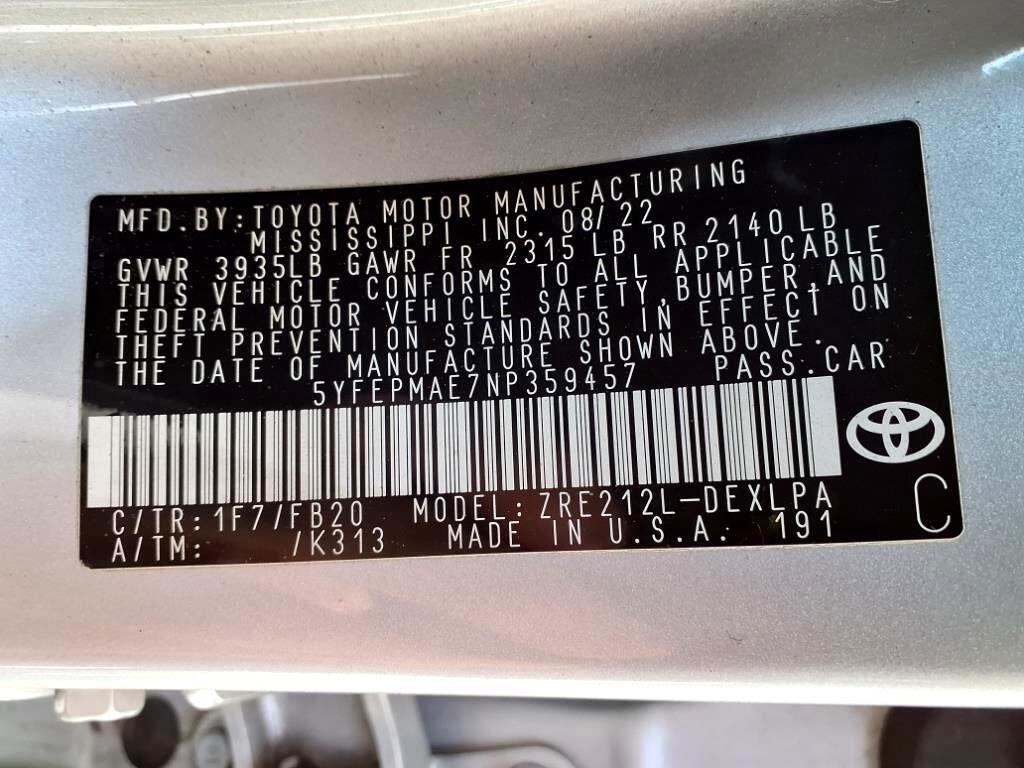 MFD. BY: TOYOTA MOTOR MANUFACTURING
MISSISSIPPI INC. 08/22
GVWR 3935LB GAWR FR 2315 LB RR 2140 LB
THIS VEHICLE CONFORMS TO ALL APPLICABLE
FEDERAL MOTOR VEHICLE SAFETY, BUMPER, AND
THEFT PREVENTION STANDARDS IN EFFECT ON
THE DATE OF MANUFACTURE SHOWN ABOVE.
5YFEPMAE7NP359457 PASS. CAR
C/TR: 1F7/FB20 MODEL: ZRE212L-DEXLPA
A/TM: /K313 MADE IN U.S.A. 191
C